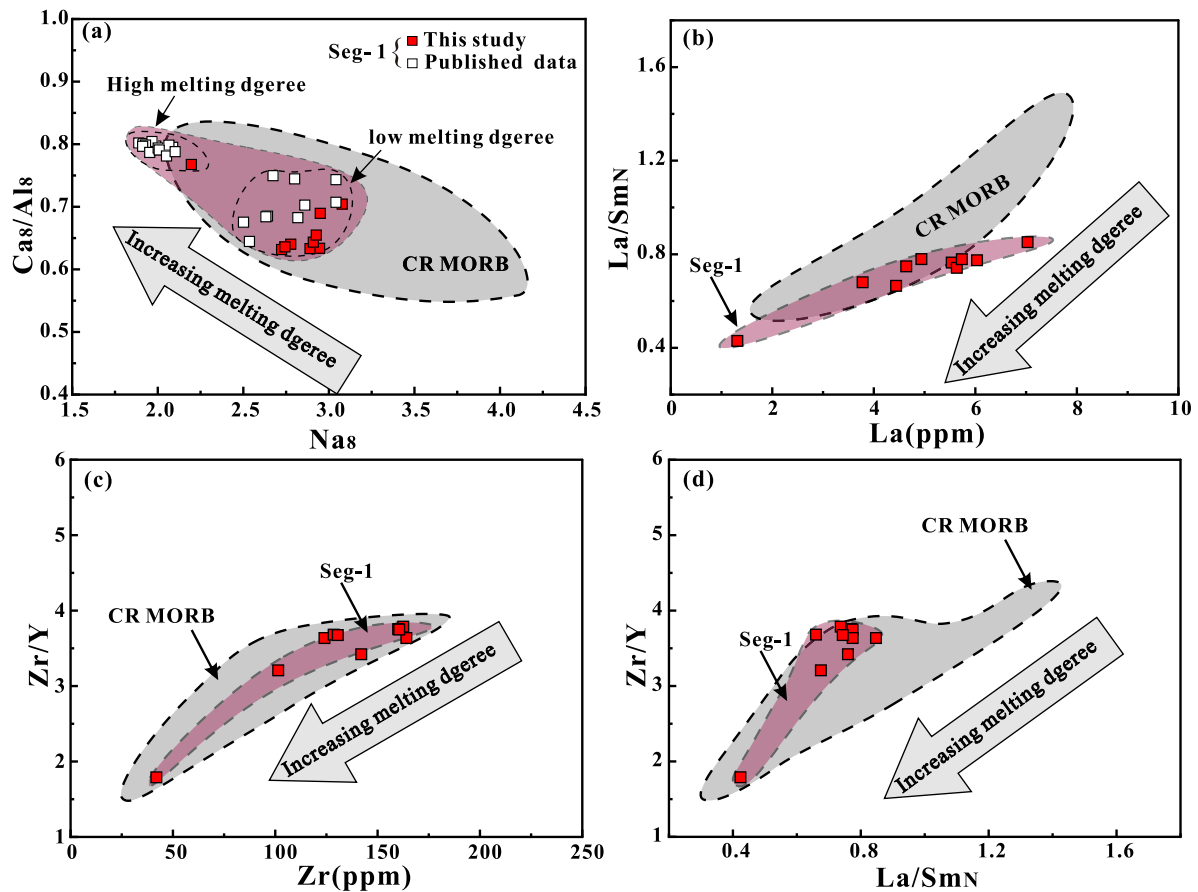 (a)
Seg-1 { This study
Published data
High melting dgeree
low melting dgeree
CR MORB
Increasing melting dgeree
Ca8/Al8
1.0
0.9
0.8
0.7
0.6
0.5
0.4
1.5 2.0 2.5 3.0 3.5 4.0 4.5
Na8
(b)
CR MORB
Seg-1
Increasing melting dgeree
La/SmN
1.6
1.2
0.8
0.4
0 2 4 6 8 10
La(ppm)
(c)
Seg-1
CR MORB
Increasing melting dgeree
Zr/Y
6
5
4
3
2
1
0 50 100 150 200 250
Zr(ppm)
(d)
CR MORB
Seg-1
Increasing melting dgeree
Zr/Y
6
5
4
3
2
1
0.4 0.8 1.2 1.6
La/SmN